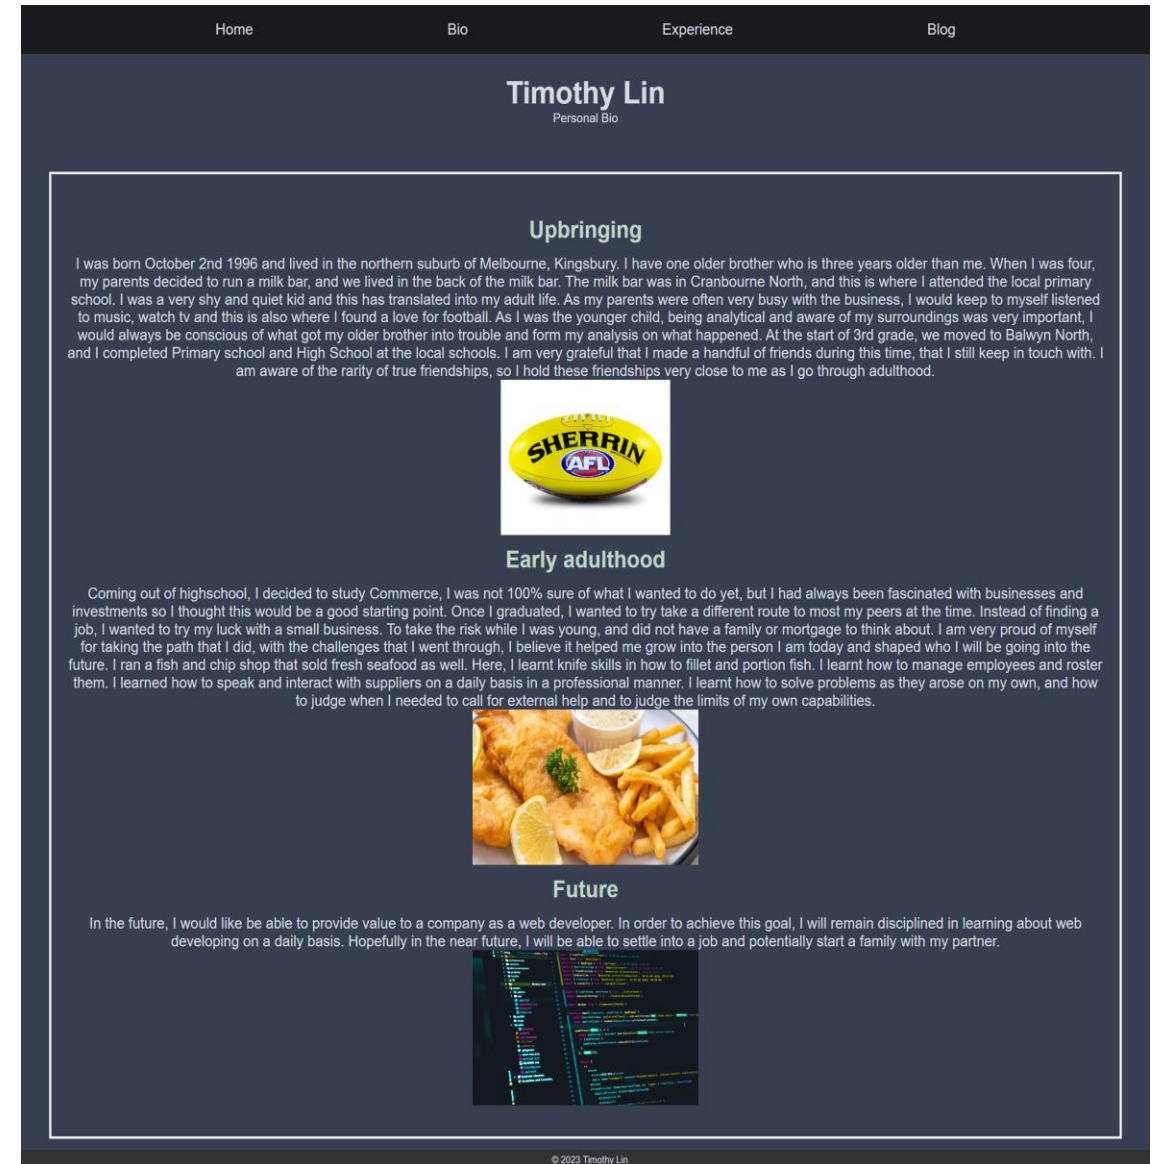 Home Bio Experience Blog
Timothy Lin
Personal Bio
Upbringing
I was born October 2nd 1996 and lived in the northern suburb of Melbourne, Kingsbury. I have one older brother who is three years older than me. When I was four,
my parents decided to run a milk bar, and we lived in the back of the milk bar. The milk bar was in Cranbourne North, and this is where I attended the local primary
school. I was a very shy and quiet kid and this has translated into my adult life. As my parents were often very busy with the business, I would keep to myself listened
to music, watch tv and this is also where I found a love for football. As I was the younger child, being analytical and aware of my surroundings was very important, I
would always be conscious of what got my older brother into trouble and form my analysis on what happened. At the start of 3rd grade, we moved to Balwyn North,
and I completed Primary school and High School at the local schools. I am very grateful that I made a handful of friends during this time, that I still keep in touch with. I
am aware of the rarity of true friendships, so I hold these friendships very close to me as I go through adulthood.
SHERRIN
AFL
Early adulthood
Coming out of highschool, I decided to study Commerce, I was not 100% sure of what I wanted to do yet, but I had always been fascinated with businesses and
investments so I thought this would be a good starting point. Once I graduated, I wanted to try take a different route to most my peers at the time. Instead of finding a
job, I wanted to try my luck with a small business. To take the risk while I was young, and did not have a family or mortgage to think about. I am very proud of myself
for taking the path that I did, with the challenges that I went through, I believe it helped me grow into the person I am today and shaped who I will be going into the
future. I ran a fish and chip shop that sold fresh seafood as well. Here, I learnt knife skills in how to fillet and portion fish. I learnt how to manage employees and roster
them. I learned how to speak and interact with suppliers on a daily basis in a professional manner. I learnt how to solve problems as they arose on my own, and how
to judge when I needed to call for external help and to judge the limits of my own capabilities.
Future
In the future, I would like be able to provide value to a company as a web developer. In order to achieve this goal, I will remain disciplined in learning about web
developing on a daily basis. Hopefully in the near future, I will be able to settle into a job and potentially start a family with my partner.
© 2023 Timothy Lin